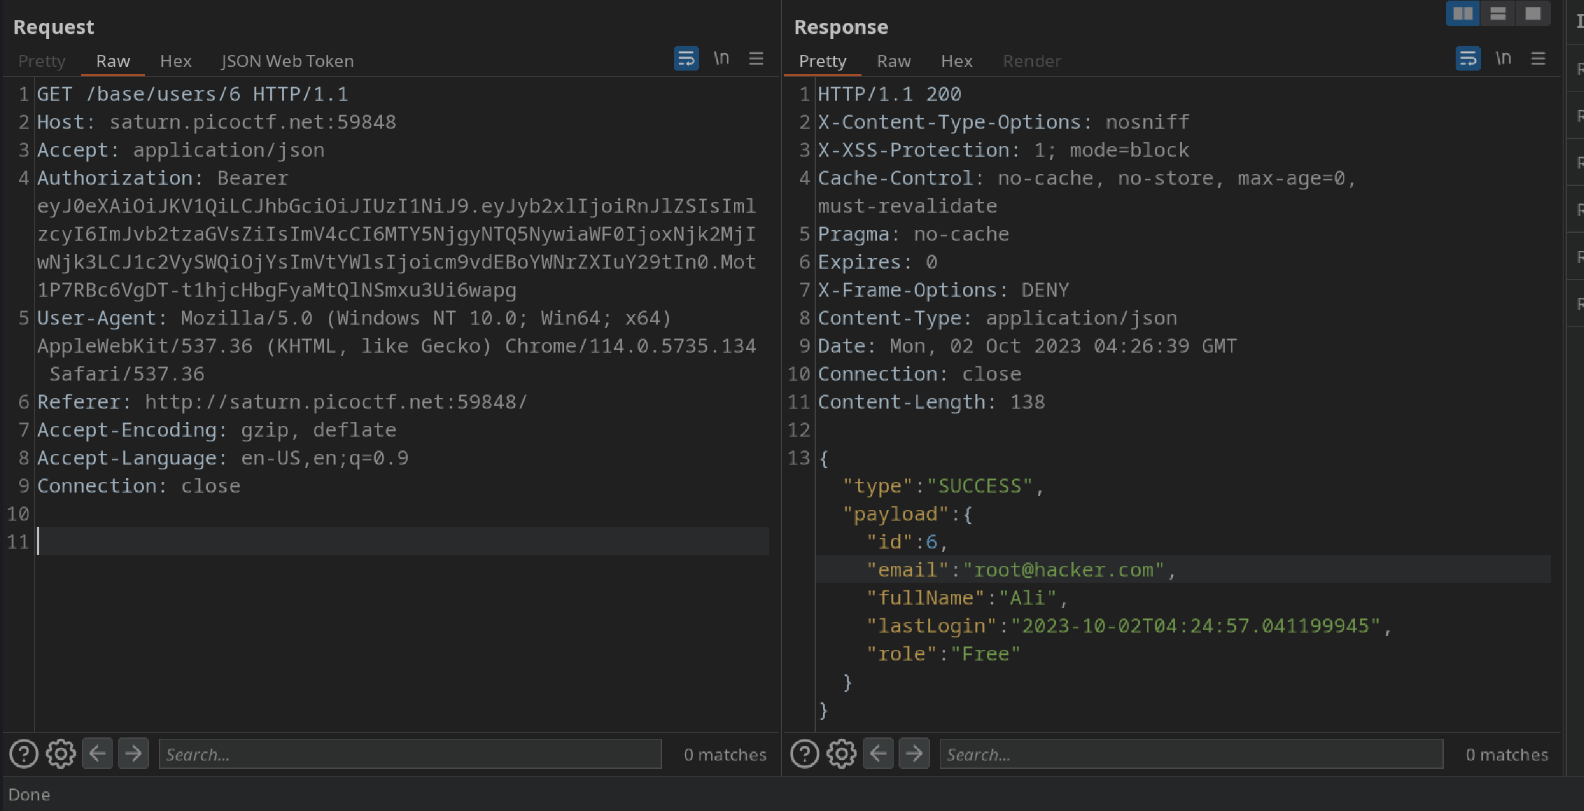 Request
Pretty Raw Hex JSON Web Token \n
1 GET /base/users/6 HTTP/1.1
2 Host: saturn.picoctf.net:59848
3 Accept: application/json
4 Authorization: Bearer
eyJ0eXAiOiJKV1QiLCJhbGciOiJIUzI1NiJ9.eyJyb2xlIjoiRnJlZSIsIml
zcyI6ImJvb2tzaGVsZiIsImV4cCI6MTY5NjgyNTQ5NywiaWF0IjoxNjk2MjI
wNjk3LCJ1c2VySWQiOjYsImVtYWlsIjoicm9vdEBoYWNrZXIuY29tIn0.Mot
1P7RBc6VgDT-t1hjcHbgFyaMtQlNSmxu3Ui6wapg
5 User-Agent: Mozilla/5.0 (Windows NT 10.0; Win64; x64)
AppleWebKit/537.36 (KHTML, like Gecko) Chrome/114.0.5735.134
Safari/537.36
6 Referer: http://saturn.picoctf.net:59848/
7 Accept-Encoding: gzip, deflate
8 Accept-Language: en-US,en;q=0.9
9 Connection: close
10
11
Search...
0 matches
Response
Pretty Raw Hex Render \n
1 HTTP/1.1 200
2 X-Content-Type-Options: nosniff
3 X-XSS-Protection: 1; mode=block
4 Cache-Control: no-cache, no-store, max-age=0,
must-revalidate
5 Pragma: no-cache
6 Expires: 0
7 X-Frame-Options: DENY
8 Content-Type: application/json
9 Date: Mon, 02 Oct 2023 04:26:39 GMT
10 Connection: close
11 Content-Length: 138
12
13 {
"type":"SUCCESS",
"payload":{
"id":6,
"email":"root@hacker.com",
"fullName":"Ali",
"lastLogin":"2023-10-02T04:24:57.041199945",
"role":"Free"
}
}
Search...
0 matches
Done